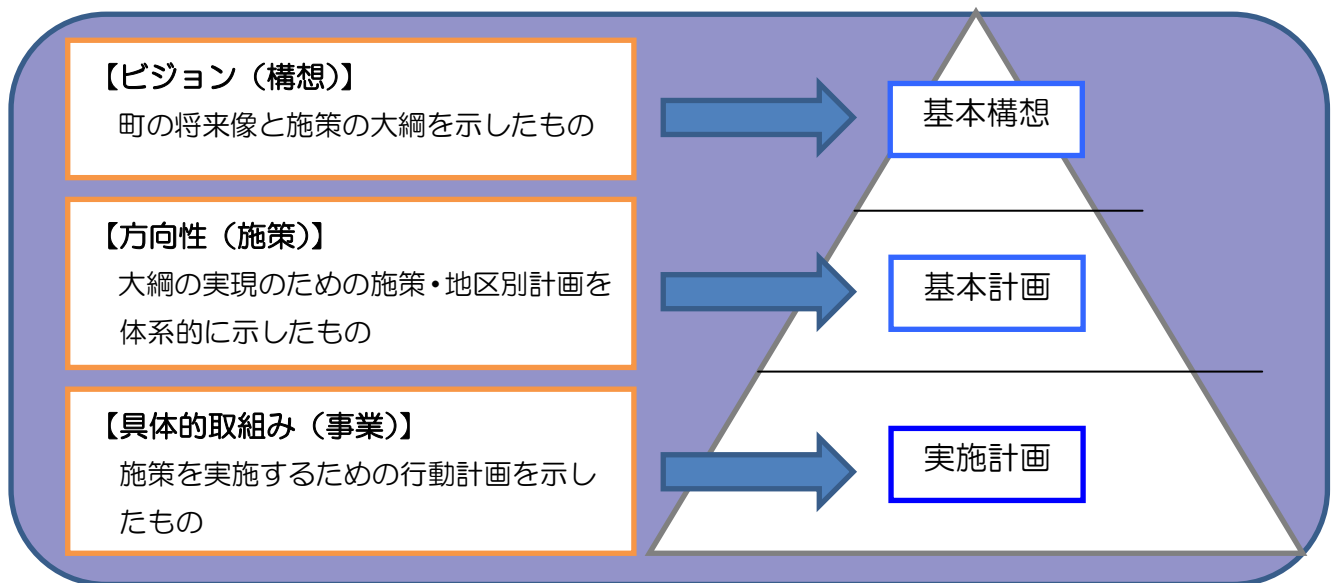 【ビジョン（構想）】
町の将来像と施策の大綱を示したもの
基本構想
【方向性（施策）】
大綱の実現のための施策・地区別計画を
体系的に示したもの
基本計画
【具体的取組み（事業）】
施策を実施するための行動計画を示し
たもの
実施計画